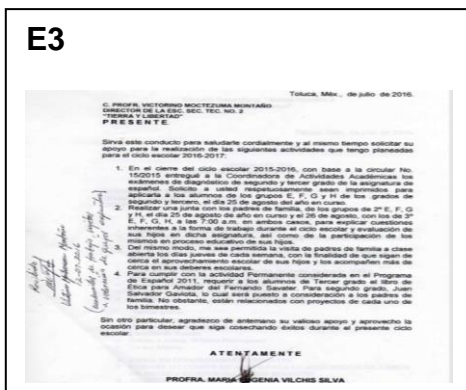 E3
Toluca, Méx., de julio de 2016.
C. PROFR. VICTORINO MOCTEZUMA MONTAÑO
DIRECTOR DE LA ESC. SEC. TEC. NO. 2
"TIERRA Y LIBERTAD"
P R E S E N T E
Sirva este conducto para saludarle cordialmente y al mismo tiempo solicitar su
apoyo para la realización de las siguientes actividades que tengo planeadas
para el ciclo escolar 2016-2017:
1. En el cierre del ciclo escolar 2015-2016, con base a la circular No.
15/2015 entregué a la Coordinadora de Actividades Académicas los
exámenes de diagnóstico de segundo y tercer grado de la asignatura de
español. Solicito a usted respetuosamente sean imprimidos para
aplicarla a los alumnos de los grupos E, F, G y H de los grados de
segundo y tercero, el día 25 de agosto del año en curso.
2. Realizar una junta con los padres de familia, de los grupos de 2º E, F, G
y H, el día 25 de agosto de año en curso y el 26 de agosto, con los de 3º
E, F, G, H, a las 7:00 a.m. en ambos casos, para explicar cuestiones
inherentes a la forma de trabajo durante el ciclo escolar y evaluación de
sus hijos en dicha asignatura, así como de la participación de los
mismos en proceso educativo de sus hijos.
3. Del mismo modo, me sea permitida la visita de padres de familia a clase
abierta los días jueves de cada semana, con la finalidad de que sigan de
cerca el aprovechamiento escolar de sus hijos y los acompañen más de
cerca en sus deberes escolares.
4. Para cumplir con la actividad Permanente considerada en el Programa
de Español 2011, requerir a los alumnos de Tercer grado el libro de
Etica para Amador del Fernando Savater. Para segundo grado, Juan
Salvador Gaviota, lo cual será puesto a consideración a los padres de
familia. No obstante, están relacionados con proyectos de cada uno de
los bimestres.
Sin otro particular, agradezco de antemano su valioso apoyo y aprovecho la
ocasión para desear que siga cosechando éxitos durante el presente ciclo
escolar.
A T E N T A M E N T E
PROFRA. MARIA EUGENIA VILCHIS SILVA